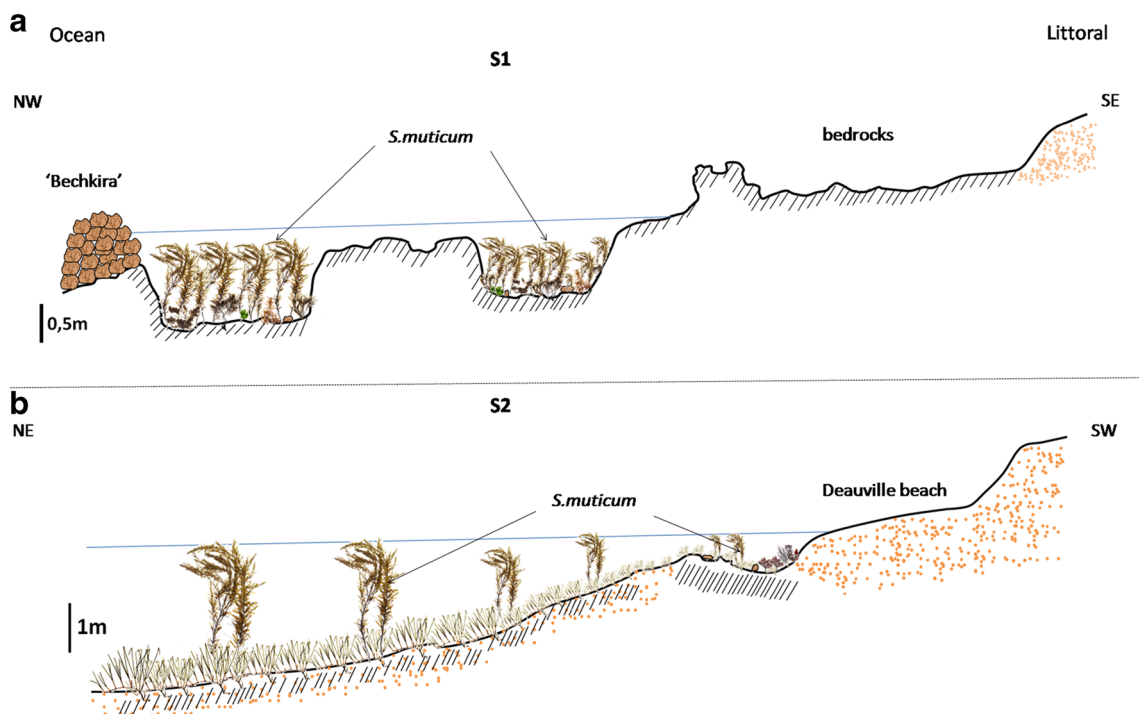 a
Ocean
Littoral
S1
NW
SE
S.muticum
bedrocks
'Bechkira'
0,5m
b
S2
NE
SW
S.muticum
Deauville beach
1m